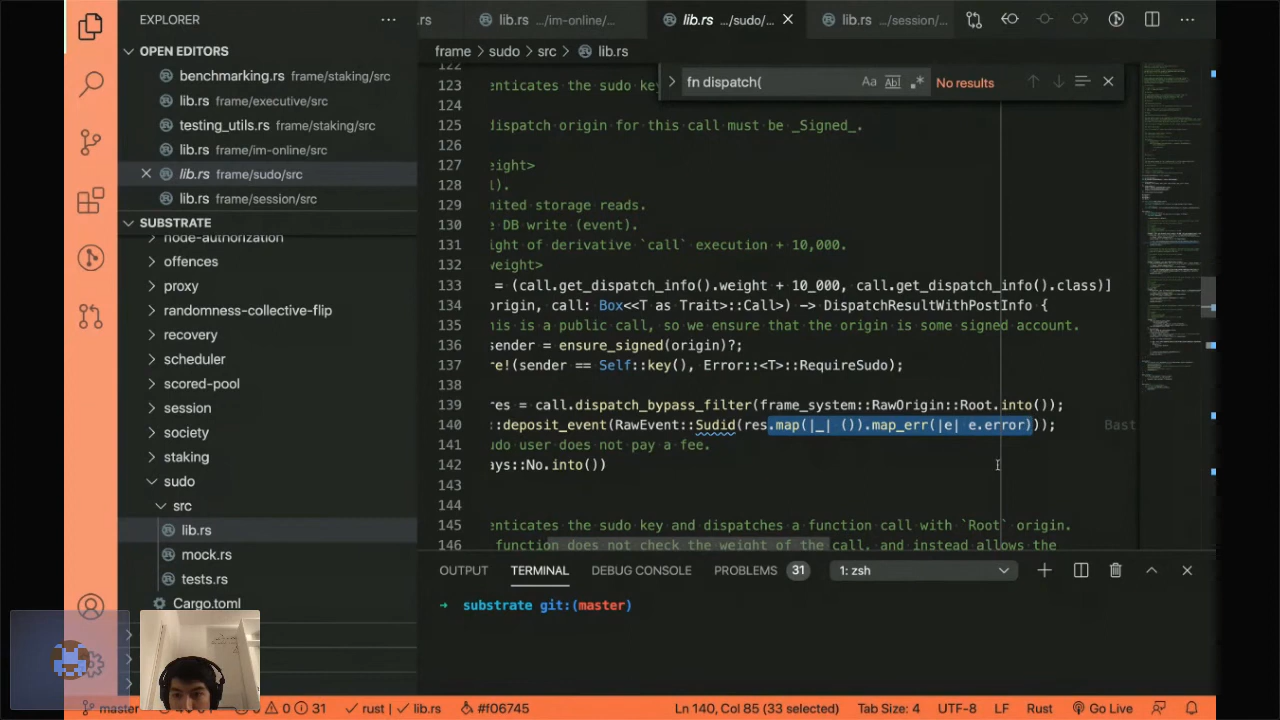 EXPLORER
OPEN EDITORS
benchmarking.rs frame/staking/src
lib.rs frame/executive/src
testing_utils.rs frame/staking/src
lib.rs frame/im-online/src
lib.rs frame/sudo/src
lib.rs frame/session/src
SUBSTRATE
node-authorization
offences
proxy
randomness-collective-flip
recovery
scheduler
scored-pool
session
society
staking
sudo
src
lib.rs
mock.rs
tests.rs
Cargo.toml
.rs
lib.rs .../im-online/...
lib.rs .../sudo/...
lib.rs .../session/...
frame > sudo > src > lib.rs
fn dispatch(
Aa Abl .* No results
122
123 enticates the sudo key
124
125 dispatch origin for this call must be _Signed_.
126
127 eight>
128 ).
129 mited storage reads.
130 e DB write (event).
131 ight of derivative `call` execution + 10,000.
132 weight>
133 = (call.get_dispatch_info().weight + 10_000, call.get_dispatch_info().class)]
134 origin, call: Box<<T as Trait>::Call>) -> DispatchResultWithPostInfo {
135 his is a public call, so we ensure that the origin is some signed account.
136 sender = ensure_signed(origin)?;
137 re!(sender == Self::key(), Error::<T>::RequireSudo);
138
139 res = call.dispatch_bypass_filter(frame_system::RawOrigin::Root.into());
140 ::deposit_event(RawEvent::Sudid(res.map(|_| ()).map_err(|e| e.error))); Bast
141 udo user does not pay a fee.
142 ays::No.into())
143
144
145 enticates the sudo key and dispatches a function call with `Root` origin.
146 function does not check the weight of the call, and instead allows the
OUTPUT TERMINAL DEBUG CONSOLE PROBLEMS 31 1: zsh
→ substrate git:(master)
master 0 31 rust | lib.rs #f06745 Ln 140, Col 85 (33 selected) Tab Size: 4 UTF-8 LF Rust Go Live